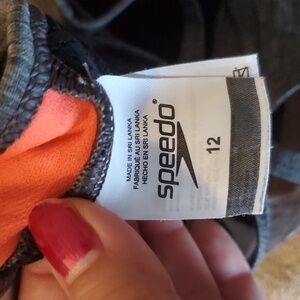 speedo®
12
MADE IN SRI LANKA
FABRIQUÉ AU SRI LANKA
HECHO EN SRI LANKA